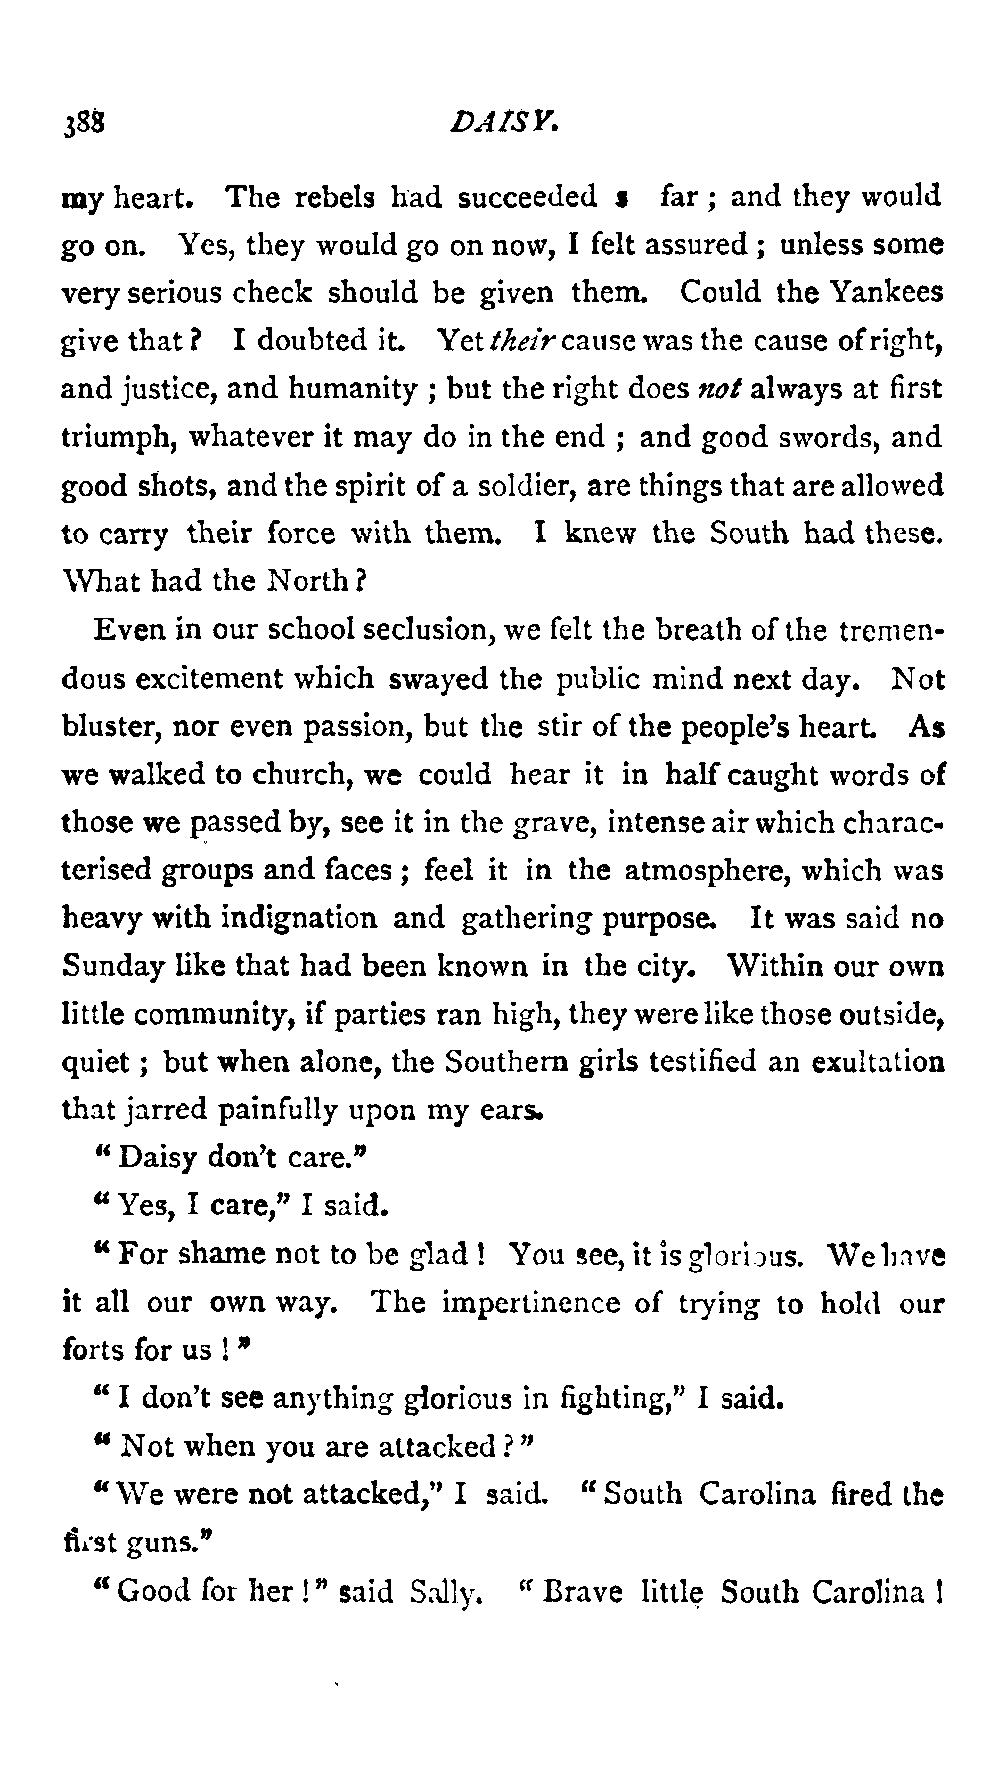 388 DAISY.
my heart. The rebels had succeeded s far ; and they would
go on. Yes, they would go on now, I felt assured ; unless some
very serious check should be given them. Could the Yankees
give that ? I doubted it. Yet their cause was the cause of right,
and justice, and humanity ; but the right does not always at first
triumph, whatever it may do in the end ; and good swords, and
good shots, and the spirit of a soldier, are things that are allowed
to carry their force with them. I knew the South had these.
What had the North ?
Even in our school seclusion, we felt the breath of the tremen-
dous excitement which swayed the public mind next day. Not
bluster, nor even passion, but the stir of the people's heart. As
we walked to church, we could hear it in half caught words of
those we passed by, see it in the grave, intense air which charac-
terised groups and faces ; feel it in the atmosphere, which was
heavy with indignation and gathering purpose. It was said no
Sunday like that had been known in the city. Within our own
little community, if parties ran high, they were like those outside,
quiet ; but when alone, the Southern girls testified an exultation
that jarred painfully upon my ears.
" Daisy don't care."
" Yes, I care," I said.
" For shame not to be glad ! You see, it is glorious. We have
it all our own way. The impertinence of trying to hold our
forts for us ! "
" I don't see anything glorious in fighting," I said.
" Not when you are attacked ? "
" We were not attacked," I said. " South Carolina fired the
first guns."
" Good for her ! " said Sally. " Brave little South Carolina !